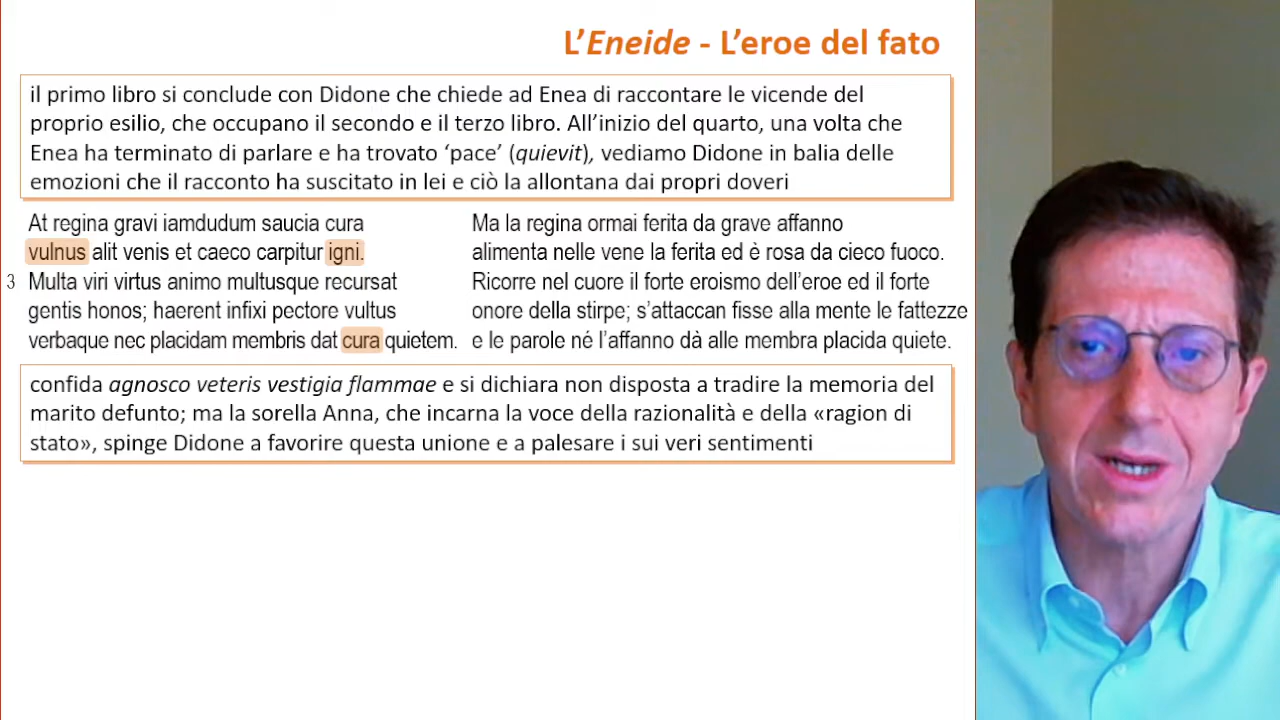 L'Eneide - L'eroe del fato
il primo libro si conclude con Didone che chiede ad Enea di raccontare le vicende del
proprio esilio, che occupano il secondo e il terzo libro. All'inizio del quarto, una volta che
Enea ha terminato di parlare e ha trovato 'pace' (quievit), vediamo Didone in balia delle
emozioni che il racconto ha suscitato in lei e ciò la allontana dai propri doveri
At regina gravi iamdudum saucia cura
vulnus alit venis et caeco carpitur igni.
3 Multa viri virtus animo multusque recursat
gentis honos; haerent infixi pectore vultus
verbaque nec placidam membris dat cura quietem.
Ma la regina ormai ferita da grave affanno
alimenta nelle vene la ferita ed è rosa da cieco fuoco.
Ricorre nel cuore il forte eroismo dell'eroe ed il forte
onore della stirpe; s'attaccan fisse alla mente le fattezze
e le parole né l'affanno dà alle membra placida quiete.
confida agnosco veteris vestigia flammae e si dichiara non disposta a tradire la memoria del
marito defunto; ma la sorella Anna, che incarna la voce della razionalità e della «ragion di
stato», spinge Didone a favorire questa unione e a palesare i sui veri sentimenti